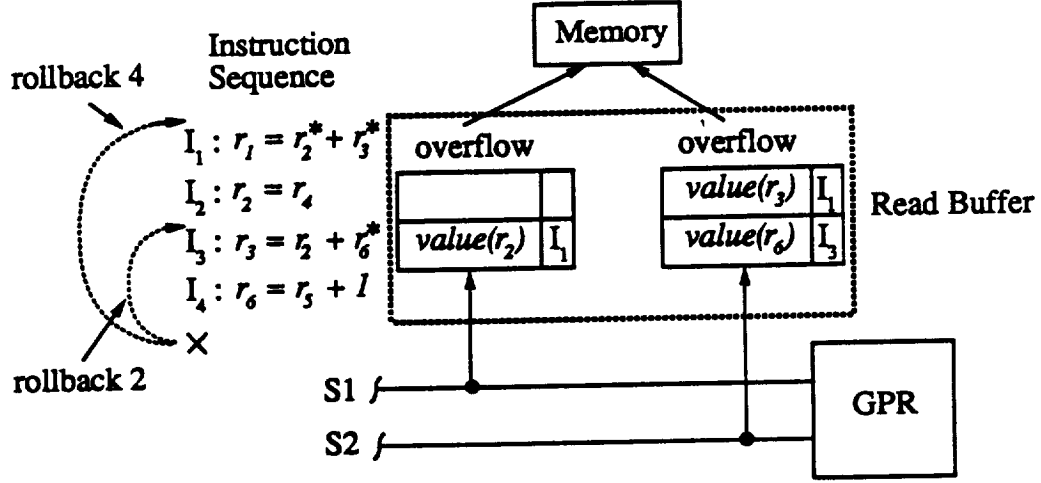 Memory
Instruction
Sequence
rollback 4
I₁ : r₁ = r₂* + r₃*
I₂ : r₂ = r₄
I₃ : r₃ = r₂ + r₆*
I₄ : r₆ = r₅ + 1
×
rollback 2
overflow
value(r₂) I₁
overflow
value(r₃) I₁
value(r₆) I₃
Read Buffer
S1
S2
GPR